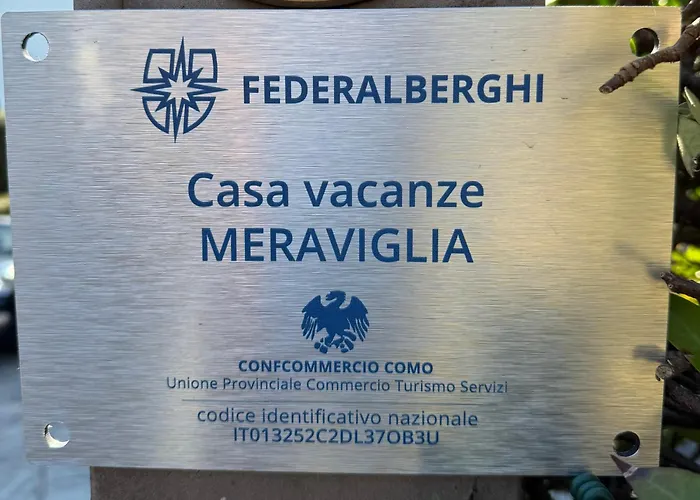 FEDERALBERGHI
Casa vacanze
MERAVIGLIA
CONFCOMMERCIO COMO
Unione Provinciale Commercio Turismo Servizi
codice identificativo nazionale
IT013252C2DL37OB3U